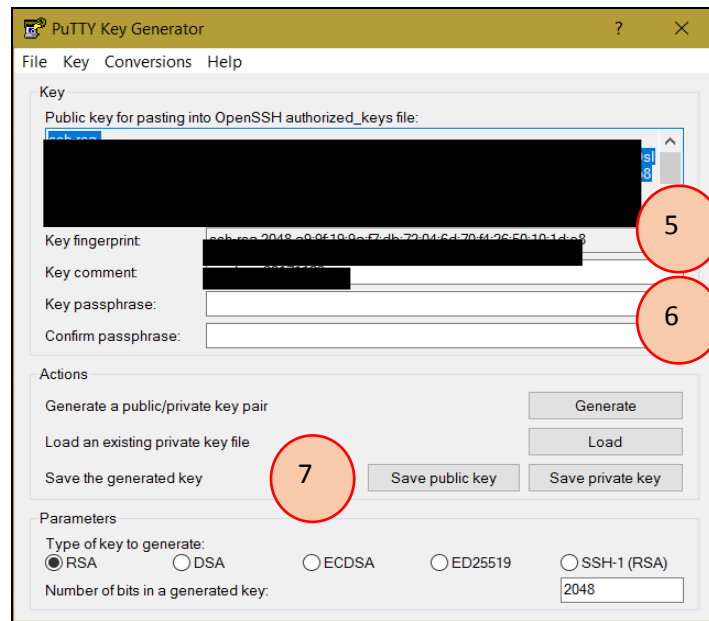 PuTTY Key Generator ?
File Key Conversions Help
Key
Public key for pasting into OpenSSH authorized_keys file:
ssh-rsa
5
Key fingerprint:
Key comment:
Key passphrase:
6
Confirm passphrase:
Actions
Generate a public/private key pair Generate
Load an existing private key file Load
Save the generated key 7 Save public key Save private key
Parameters
Type of key to generate:
RSA DSA ECDSA ED25519 SSH-1 (RSA)
Number of bits in a generated key: 2048